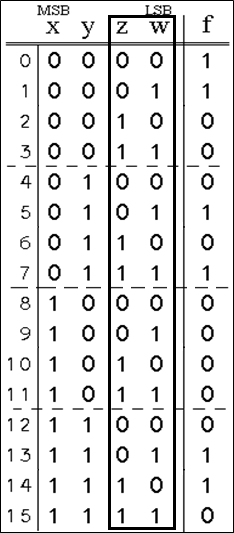 MSB LSB
x y z w f
0 0 0 0 0 1
1 0 0 0 1 1
2 0 0 1 0 0
3 0 0 1 1 0
4 0 1 0 0 0
5 0 1 0 1 1
6 0 1 1 0 0
7 0 1 1 1 1
8 1 0 0 0 0
9 1 0 0 1 0
10 1 0 1 0 0
11 1 0 1 1 0
12 1 1 0 0 0
13 1 1 0 1 1
14 1 1 1 0 1
15 1 1 1 1 0